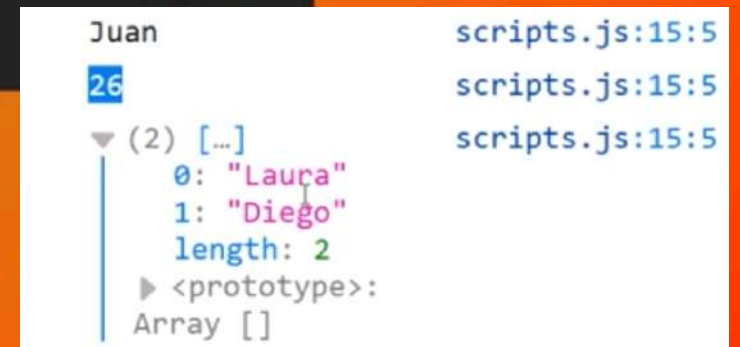 Juan scripts.js:15:5
26 scripts.js:15:5
(2) […] scripts.js:15:5
0: "Laura"
1: "Diego"
length: 2
<prototype>:
Array []